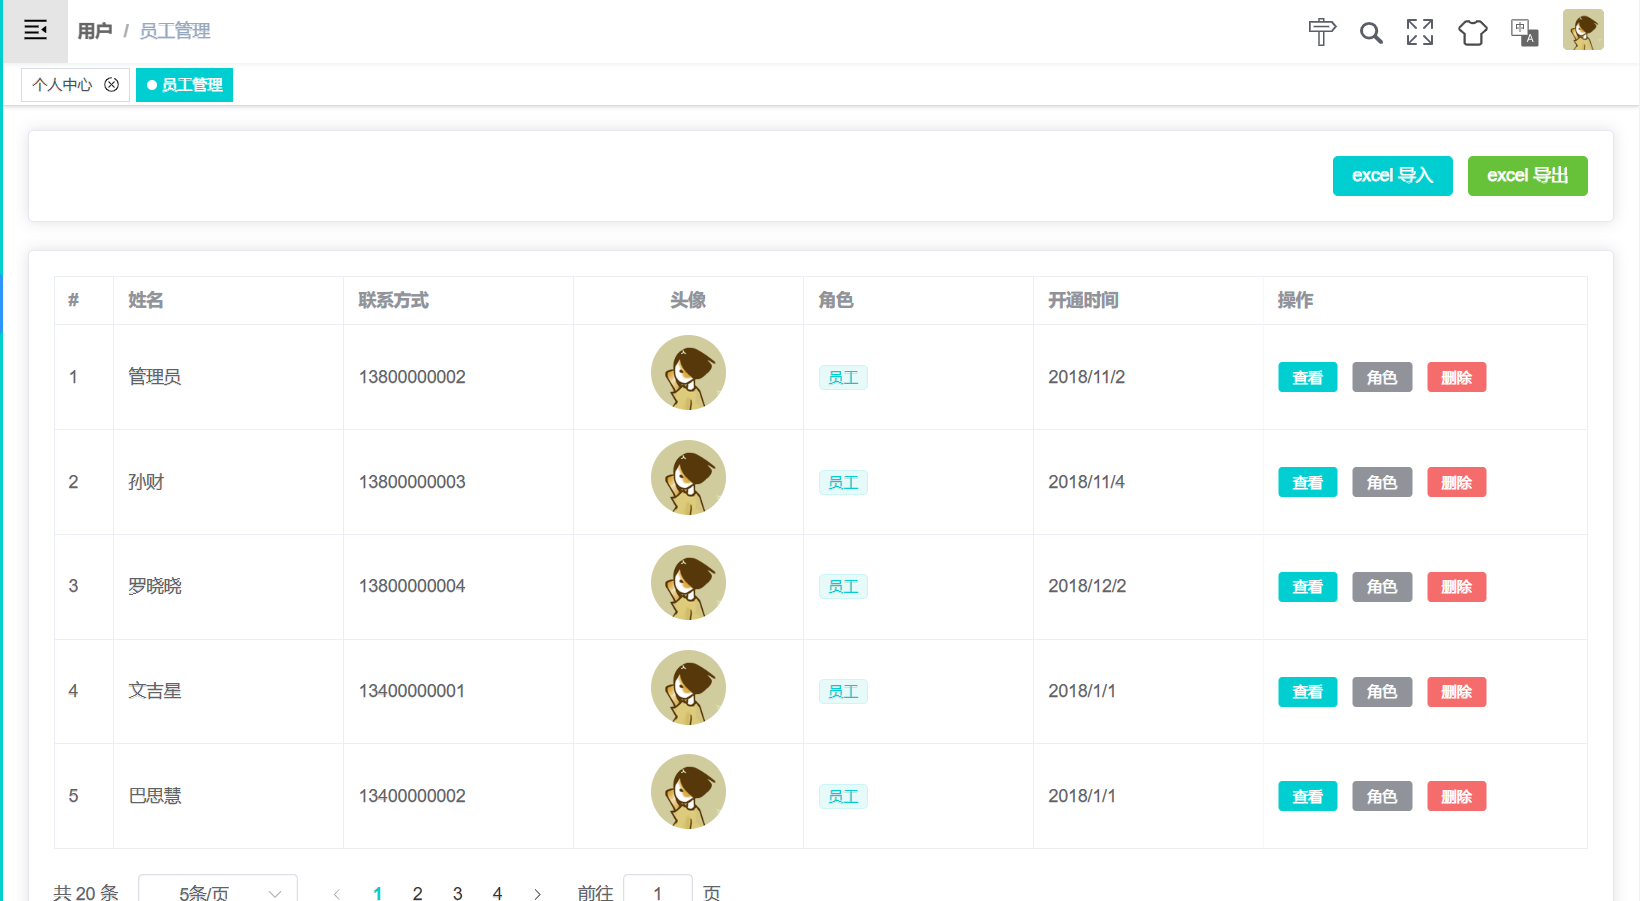 用户 / 员工管理
中 A
个人中心
员工管理
excel 导入
excel 导出
# 姓名 联系方式 头像 角色 开通时间 操作
1 管理员 13800000002 员工 2018/11/2 查看 角色 删除
2 孙财 13800000003 员工 2018/11/4 查看 角色 删除
3 罗晓晓 13800000004 员工 2018/12/2 查看 角色 删除
4 文吉星 13400000001 员工 2018/1/1 查看 角色 删除
5 巴思慧 13400000002 员工 2018/1/1 查看 角色 删除
共 20 条 5条/页 1 2 3 4 前往 1 页